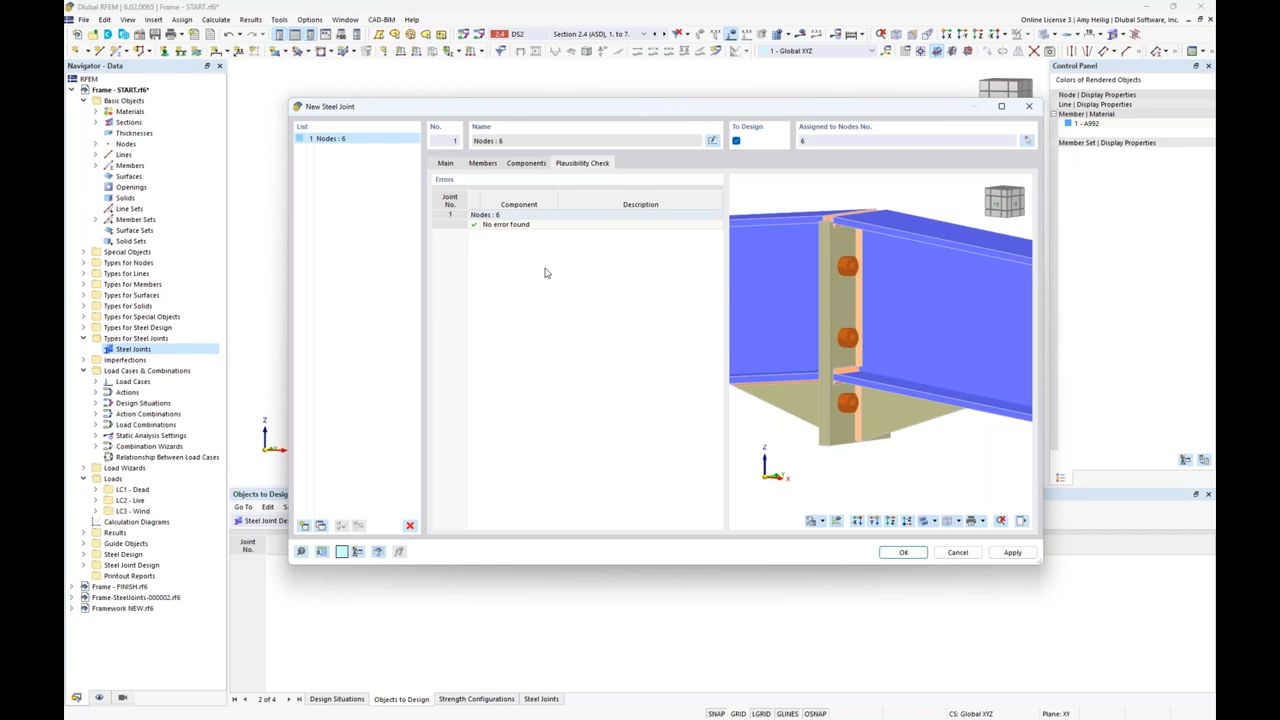 Dlubal RFEM | 6.02.0065 | Frame - START.rf6*
File Edit View Insert Assign Calculate Results Tools Options Window CAD-BIM Help
Online License 3 | Amy Heilig | Dlubal Software, Inc.
2.4 DS2 Section 2.4 (ASD), 1. to 7.
1 - Global XYZ
Navigator - Data
RFEM
Frame - START.rf6*
Basic Objects
Materials
Sections
Thicknesses
Nodes
Lines
Members
Surfaces
Openings
Solids
Line Sets
Member Sets
Surface Sets
Solid Sets
Special Objects
Types for Nodes
Types for Lines
Types for Members
Types for Surfaces
Types for Solids
Types for Special Objects
Types for Steel Design
Types for Steel Joints
Steel Joints
Imperfections
Load Cases & Combinations
Load Cases
Actions
Design Situations
Action Combinations
Load Combinations
Static Analysis Settings
Combination Wizards
Relationship Between Load Cases
Load Wizards
Loads
LC1 - Dead
LC2 - Live
LC3 - Wind
Calculation Diagrams
Results
Guide Objects
Steel Design
Steel Joint Design
Printout Reports
Frame - FINISH.rf6*
Frame-SteelJoints-000002.rf6*
Framework NEW.rf6
New Steel Joint
List
1 Nodes : 6
No.
1
Name
Nodes : 6
To Design
Assigned to Nodes No.
6
Main Members Components Plausibility Check
Errors
Joint
No. Component Description
1 Nodes : 6
No error found
Z
X
OK Cancel Apply
Z
Objects to Desig
Go To Edit S
Steel Joint De
Joint
No.
2 of 4 Design Situations Objects to Design Strength Configurations Steel Joints
Control Panel
Colors of Rendered Objects
Node | Display Properties
Line | Display Properties
Member | Material
1 - A992
Member Set | Display Properties
SNAP GRID LGRID GLINES OSNAP CS: Global XYZ Plane: XY